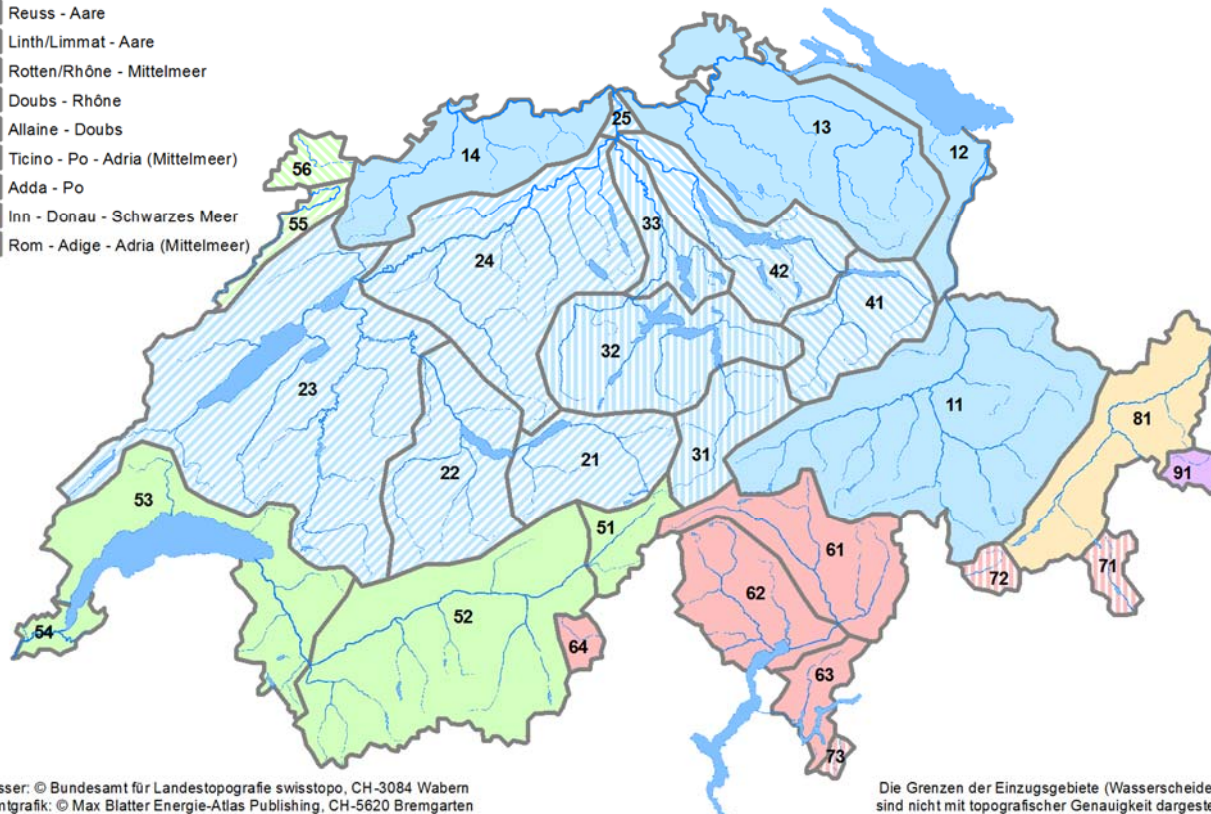 Reuss - Aare
Linth/Limmat - Aare
Rotten/Rhône - Mittelmeer
Doubs - Rhône
Allaine - Doubs
Ticino - Po - Adria (Mittelmeer)
Adda - Po
Inn - Donau - Schwarzes Meer
Rom - Adige - Adria (Mittelmeer)
25
13
14
12
56
55
33
24
42
41
32
23
11
81
31
21
22
91
53
51
61
71
72
62
52
54
64
63
73
sser: © Bundesamt für Landestopografie swisstopo, CH-3084 Wabern
mtgrafik: © Max Blatter Energie-Atlas Publishing, CH-5620 Bremgarten
Die Grenzen der Einzugsgebiete (Wasserscheide
sind nicht mit topografischer Genauigkeit dargeste